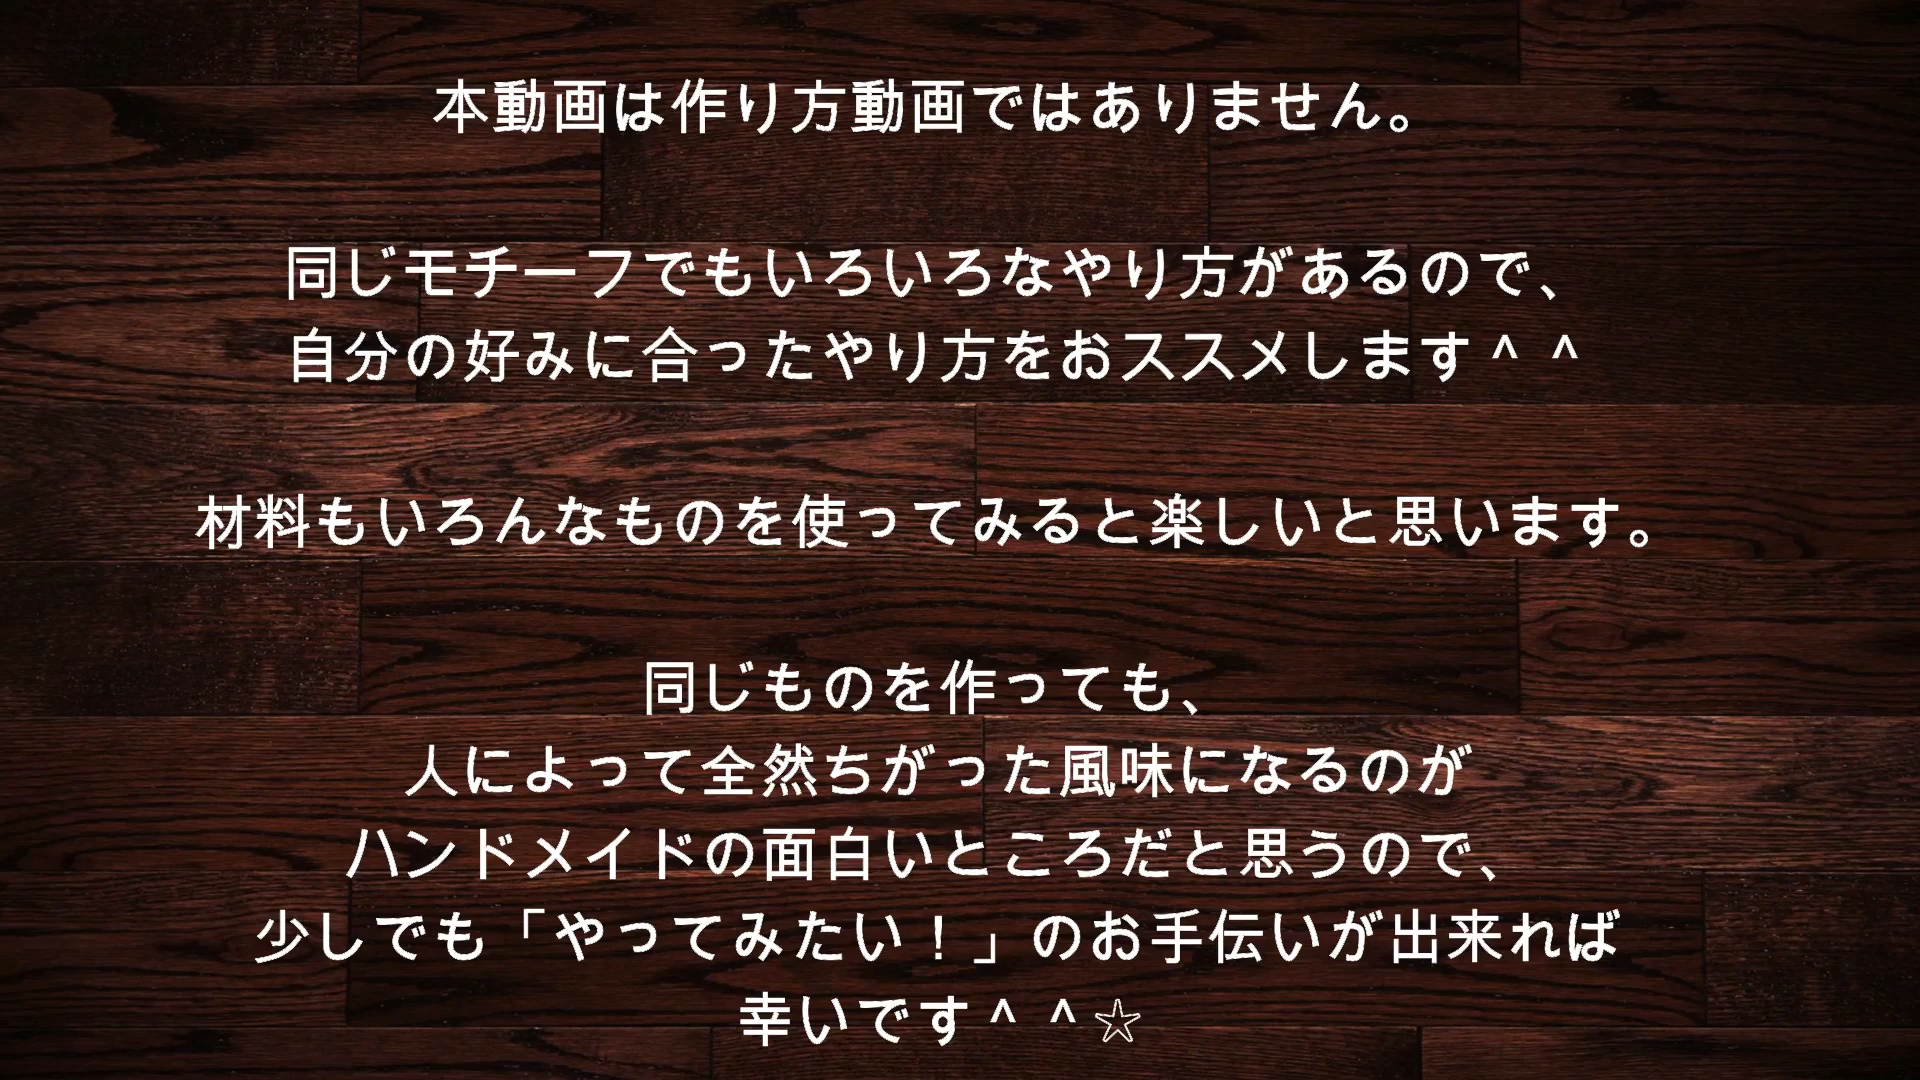 本動画は作り方動画ではありません。
同じモチーフでもいろいろなやり方があるので、
自分の好みに合ったやり方をおススメします＾＾
材料もいろんなものを使ってみると楽しいと思います。
同じものを作っても、
人によって全然ちがった風味になるのが
ハンドメイドの面白いところだと思うので、
少しでも「やってみたい！」のお手伝いが出来れば
幸いです＾＾☆